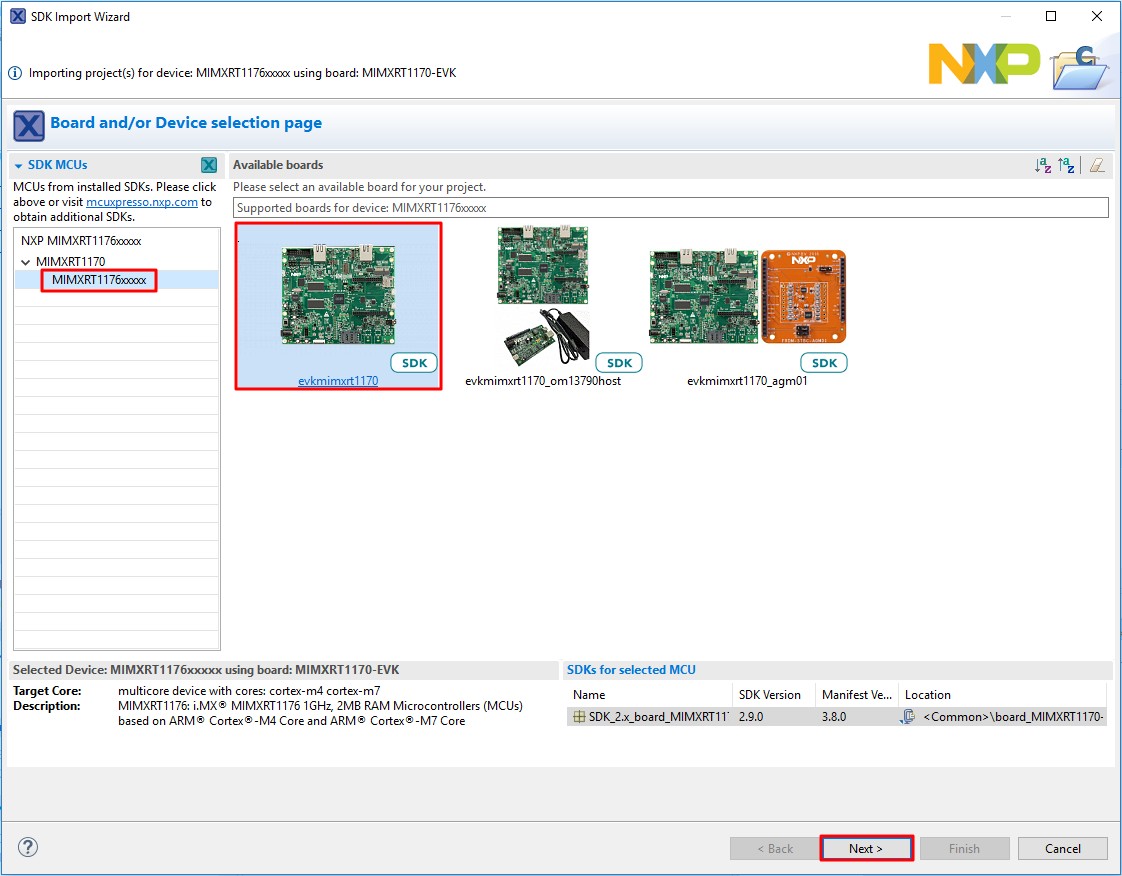 SDK Import Wizard
Importing project(s) for device: MIMXRT1176xxxxx using board: MIMXRT1170-EVK
NXP
C
Board and/or Device selection page
SDK MCUs
MCUs from installed SDKs. Please click
above or visit mcuxpresso.nxp.com to
obtain additional SDKs.
NXP MIMXRT1176xxxxx
MIMXRT1170
MIMXRT1176xxxxx
Available boards
Please select an available board for your project.
Supported boards for device: MIMXRT1176xxxxx
SDK
evkmimxrt1170
SDK
evkmimxrt1170_om13790host
NXP
SDK
evkmimxrt1170_agm01
Selected Device: MIMXRT1176xxxxx using board: MIMXRT1170-EVK
Target Core: multicore device with cores: cortex-m4 cortex-m7
Description: MIMXRT1176: i.MX® MIMXRT1176 1GHz, 2MB RAM Microcontrollers (MCUs)
based on ARM® Cortex®-M4 Core and ARM® Cortex®-M7 Core
SDKs for selected MCU
Name SDK Version Manifest Ve... Location
SDK_2.x_board_MIMXRT11 2.9.0 3.8.0 <Common>\board_MIMXRT1170-
< Back Next > Finish Cancel